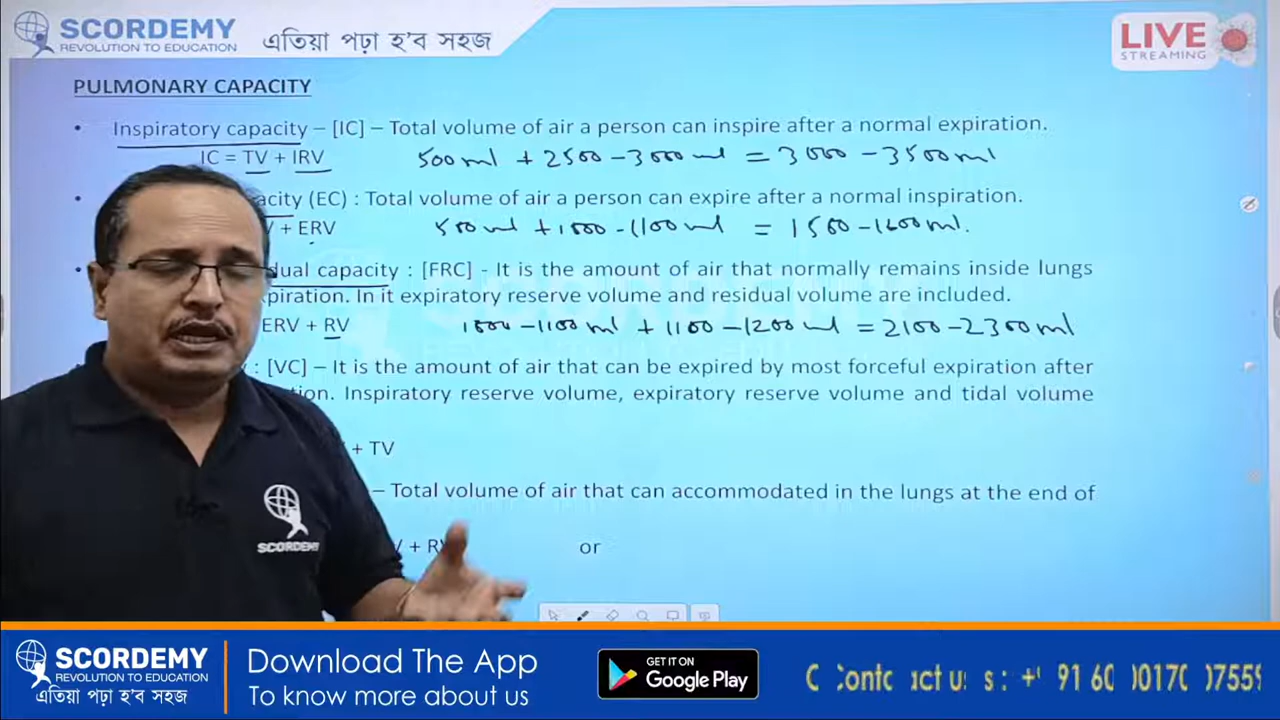 SCORDEMY
REVOLUTION TO EDUCATION
এতিয়া পঢ়া হ'ব সহজ
LIVE
STREAMING
PULMONARY CAPACITY
• Inspiratory capacity – [IC] – Total volume of air a person can inspire after a normal expiration.
IC = TV + IRV 500 ml + 2500 – 3000 ml = 3000 – 3500 ml
• acity (EC) : Total volume of air a person can expire after a normal inspiration.
+ ERV 500 ml + 1000 – 1100 ml = 1500 – 1600 ml.
dual capacity : [FRC] - It is the amount of air that normally remains inside lungs
piration. In it expiratory reserve volume and residual volume are included.
ERV + RV 1000 – 1100 ml + 1100 – 1200 ml = 2100 – 2300 ml
: [VC] – It is the amount of air that can be expired by most forceful expiration after
tion. Inspiratory reserve volume, expiratory reserve volume and tidal volume
+ TV
– Total volume of air that can accommodated in the lungs at the end of
V + RV or
SCORDEMY
SCORDEMY
REVOLUTION TO EDUCATION
এতিয়া পঢ়া হ'ব সহজ
Download The App
To know more about us
GET IT ON
Google Play